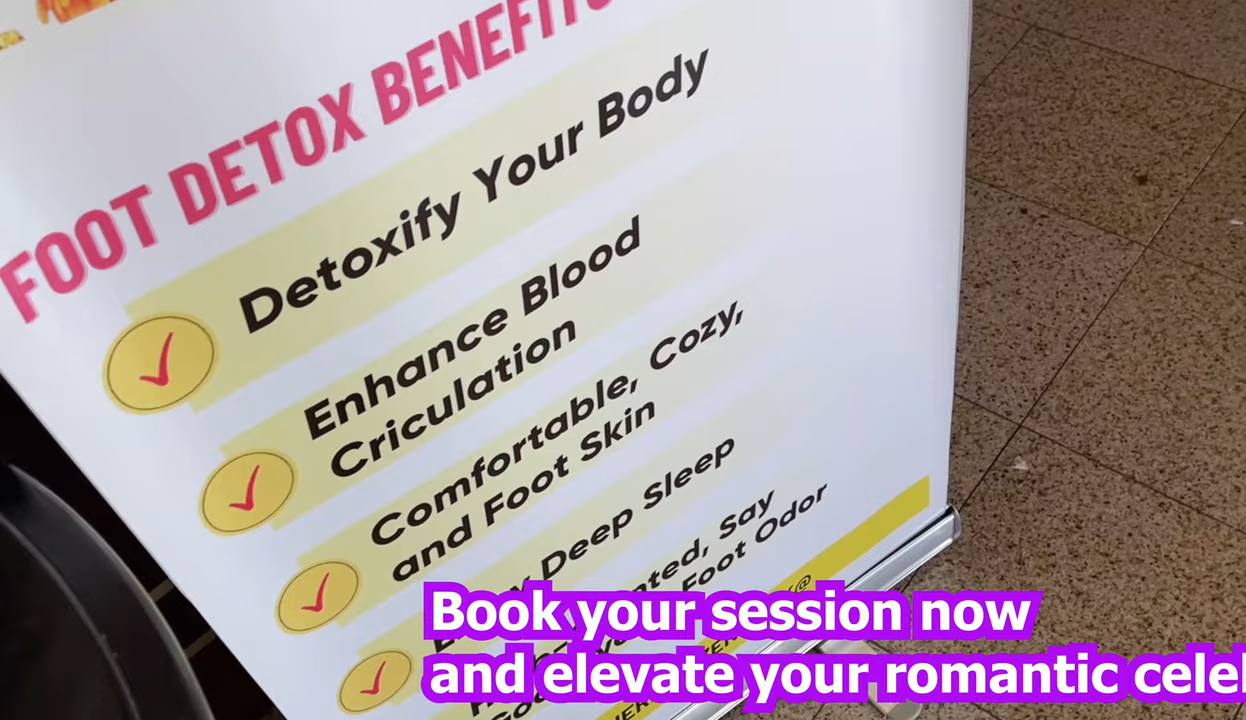 FOOT DETOX BENEFITS
Detoxify Your Body
Enhance Blood
Criculation
Comfortable, Cozy,
and Foot Skin
Deep Sleep
Say
Foot Odor
Book your session now
and elevate your romantic